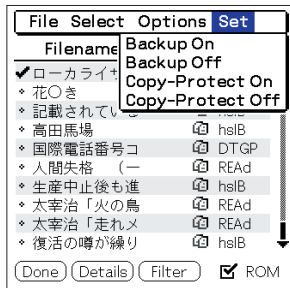 File Select Options Set
Filename
Backup On
Backup Off
Copy-Protect On
Copy-Protect Off
ローカライ
花〇き
記載されてい
高田馬場 hslB
国際電話番号コ DTGP
人間失格 （一 REAd
生産中止後も進 hslB
太宰治「火の鳥 REAd
太宰治「走れメ REAd
復活の噂が繰り hslB
Done Details Filter ROM